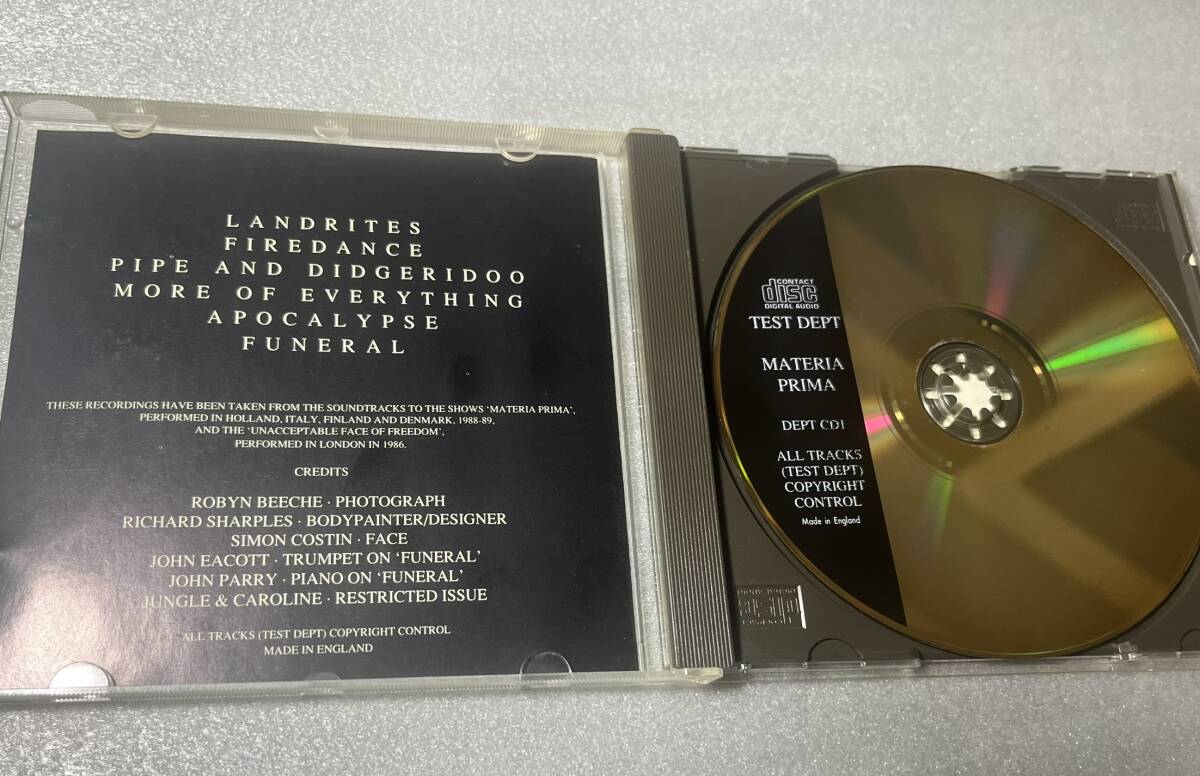 LANDRITES
FIREDANCE
PIPE AND DIDGERIDOO
MORE OF EVERYTHING
APOCALYPSE
FUNERAL
THESE RECORDINGS HAVE BEEN TAKEN FROM THE SOUNDTRACKS TO THE SHOWS 'MATERIA PRIMA',
PERFORMED IN HOLLAND, ITALY, FINLAND AND DENMARK, 1988-89,
AND THE 'UNACCEPTABLE FACE OF FREEDOM',
PERFORMED IN LONDON IN 1986.
CREDITS
ROBYN BEECHE · PHOTOGRAPH
RICHARD SHARPLES · BODYPAINTER/DESIGNER
SIMON COSTIN · FACE
JOHN EACOTT · TRUMPET ON 'FUNERAL'
JOHN PARRY · PIANO ON 'FUNERAL'
JUNGLE & CAROLINE · RESTRICTED ISSUE
ALL TRACKS (TEST DEPT) COPYRIGHT CONTROL
MADE IN ENGLAND
COMPACT
disc
DIGITAL AUDIO
TEST DEPT
MATERIA
PRIMA
DEPT CD1
ALL TRACKS
(TEST DEPT)
COPYRIGHT
CONTROL
Made in England